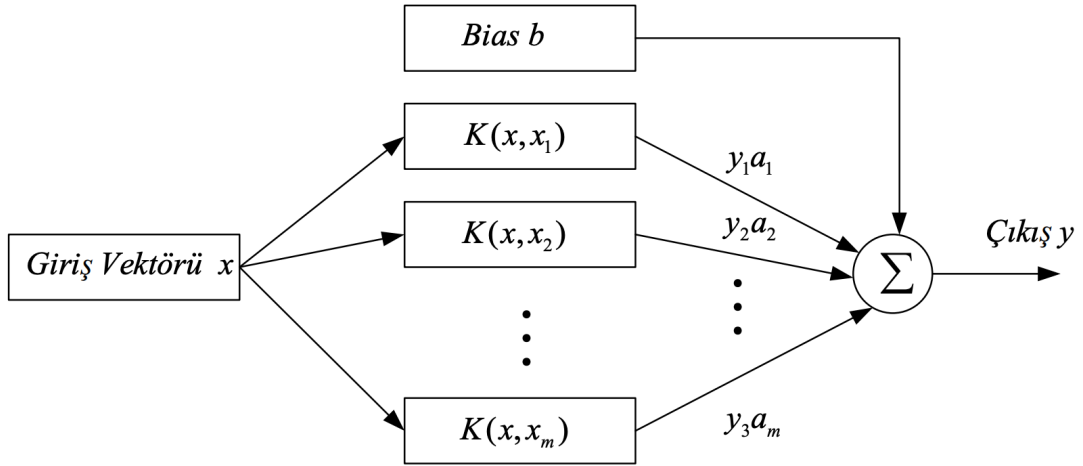 Bias b
K(x, x₁)
y₁a₁
K(x, x₂)
y₂a₂
Giriş Vektörü x
Σ
Çıkış y
K(x, xₘ)
y₃aₘ